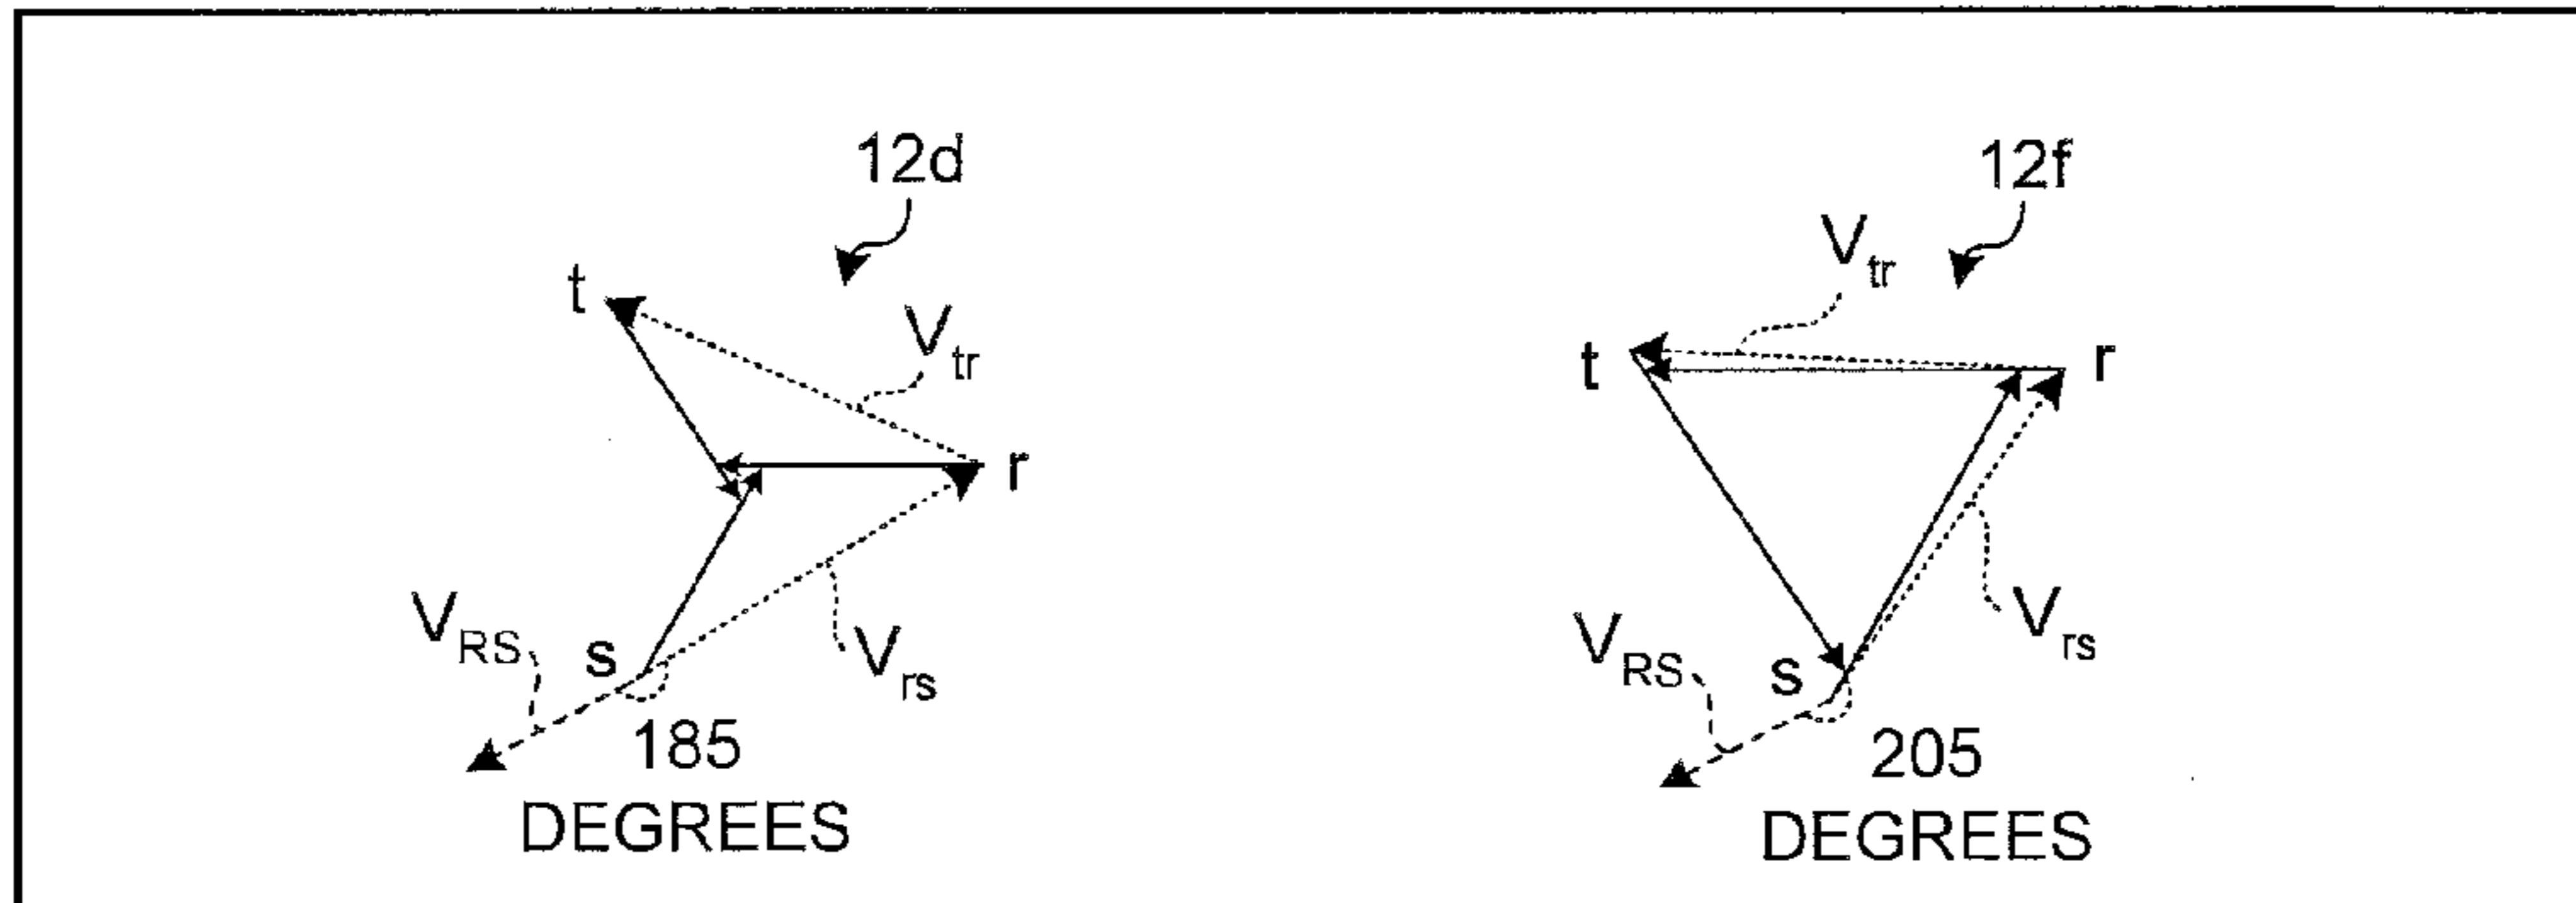 12d
t
V tr
r
V RS
s
V rs
185
DEGREES
12f
V tr
t
r
V RS
s
V rs
205
DEGREES